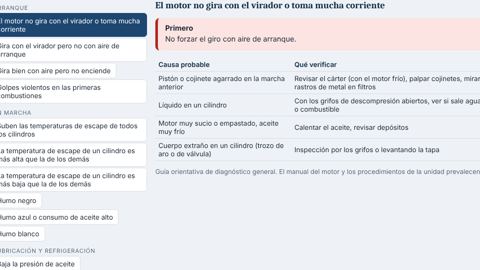 RRANQUE
El motor no gira con el virador o toma mucha
corriente
Gira con el virador pero no con aire de
arranque
Gira bien con aire pero no enciende
Golpes violentos en las primeras
combustiones
N MARCHA
Suben las temperaturas de escape de todos
los cilindros
La temperatura de escape de un cilindro es
más alta que la de los demás
La temperatura de escape de un cilindro es
más baja que la de los demás
Humo negro
Humo azul o consumo de aceite alto
Humo blanco
UBRICACIÓN Y REFRIGERACIÓN
Baja la presión de aceite
El motor no gira con el virador o toma mucha corriente
Primero
No forzar el giro con aire de arranque.
Causa probable Qué verificar
Pistón o cojinete agarrado en la marcha Revisar el cárter (con el motor frío), palpar cojinetes, mirar
anterior rastros de metal en filtros
Líquido en un cilindro Con los grifos de descompresión abiertos, ver si sale agua
o combustible
Motor muy sucio o empastado, aceite Calentar el aceite, revisar depósitos
muy frío
Cuerpo extraño en un cilindro (trozo de Inspección por los grifos o levantando la tapa
aro o de válvula)
Guía orientativa de diagnóstico general. El manual del motor y los procedimientos de la unidad prevalecen